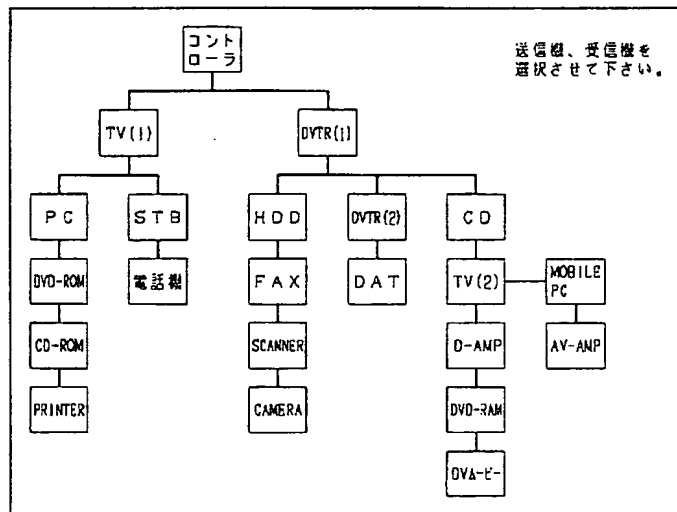 コント
ローラ
送信機、受信機を
選択させて下さい。
TV(1)
DVTR(1)
PC
STB
HDD
DVTR(2)
CD
DVD-ROM
電話機
FAX
DAT
TV(2)
MOBILE
PC
CD-ROM
SCANNER
D-AMP
AV-AMP
PRINTER
CAMERA
DVD-RAM
DVムービー